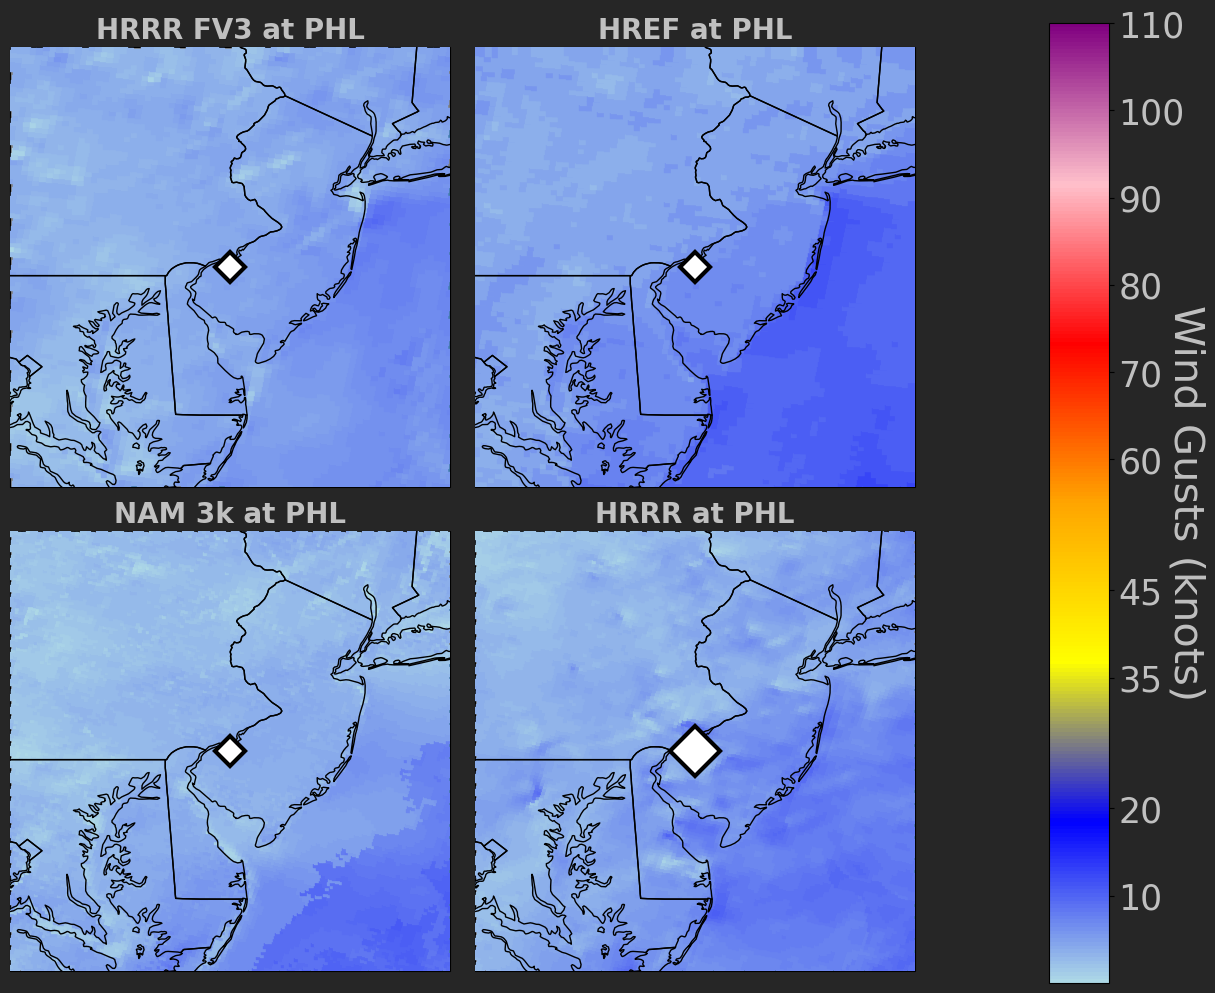 HRRR FV3 at PHL
HREF at PHL
NAM 3k at PHL
HRRR at PHL
110
100
90
80
70
60
45
35
20
10
Wind Gusts (knots)